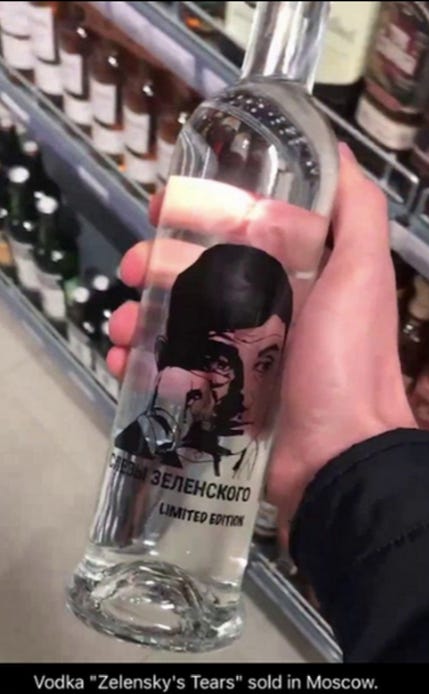 СЛЕЗЫ ЗЕЛЕНСКОГО
LIMITED EDITION
Vodka "Zelensky's Tears" sold in Moscow.